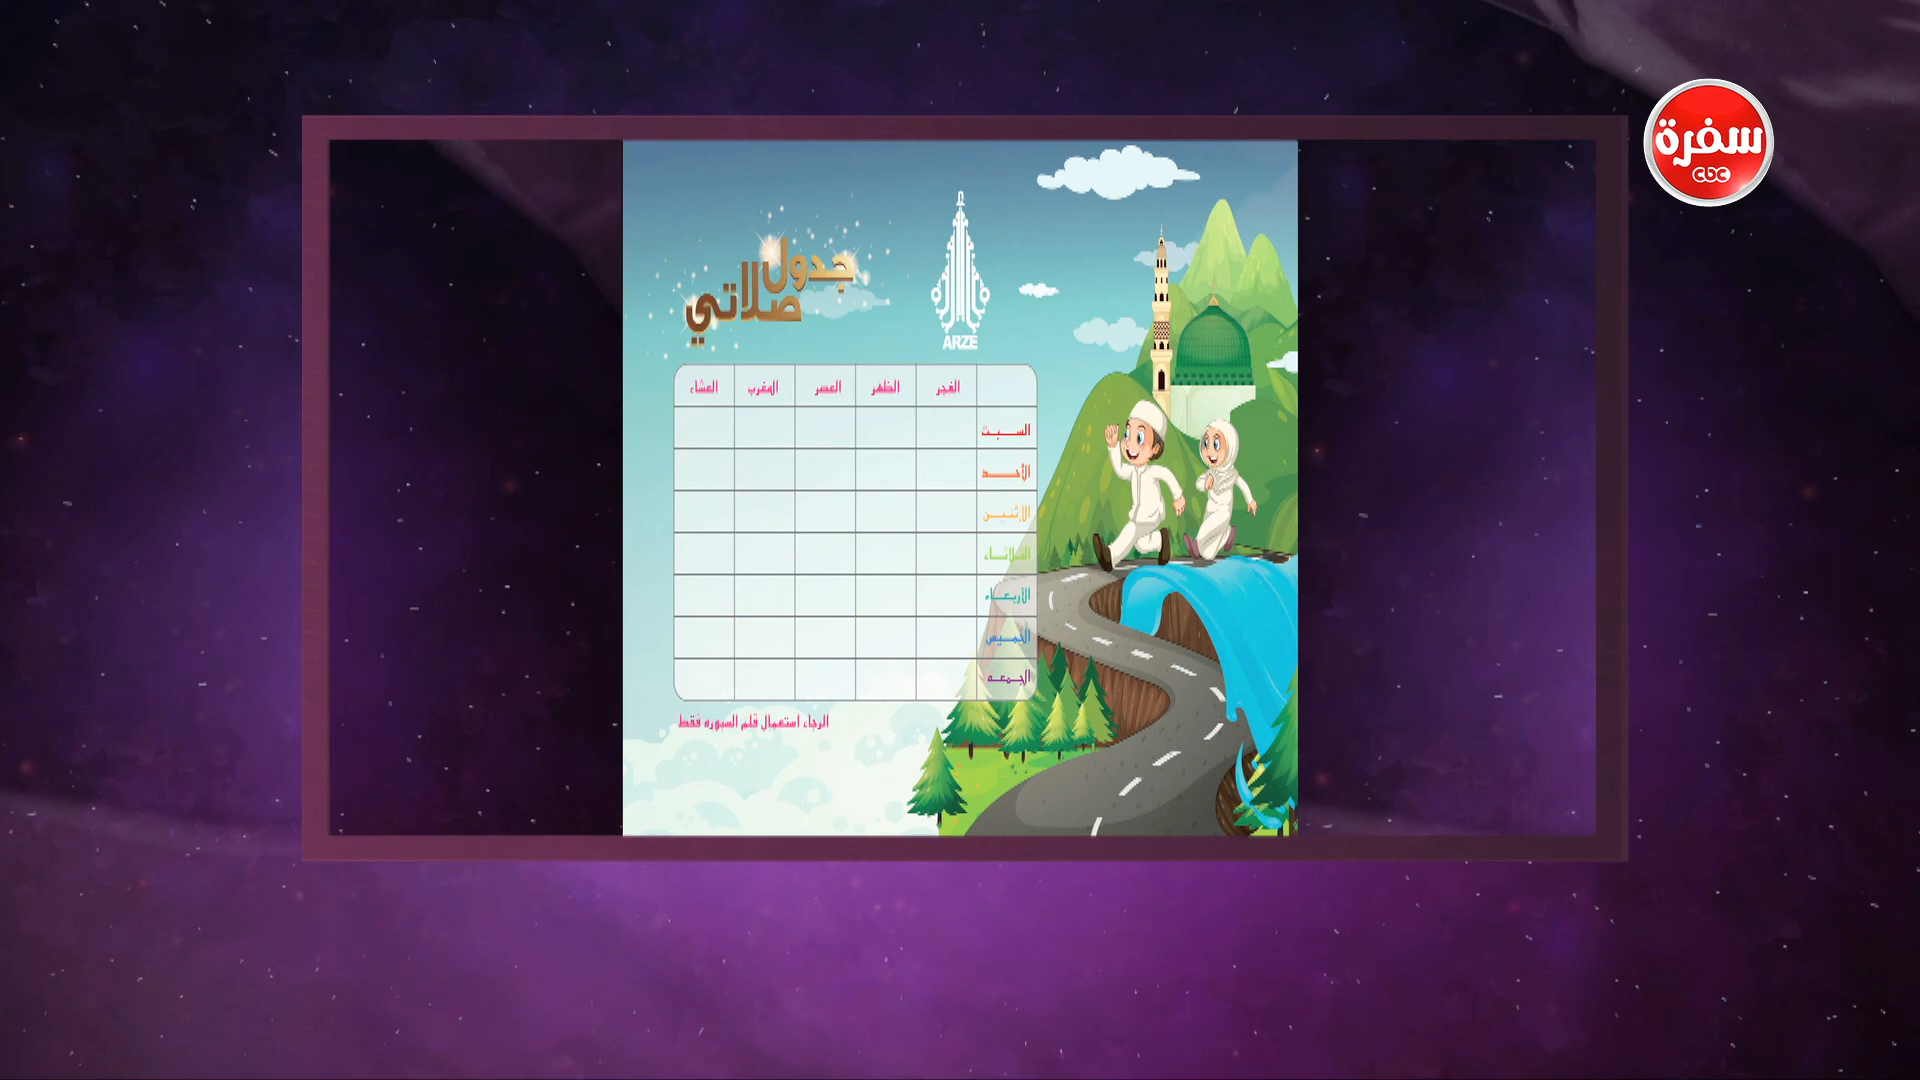 سفرة
cbc
جدول
صلاتي
ARZE
الفجر الظهر العصر المغرب العشاء
السبت
الأحد
الإثنين
الثلاثاء
الأربعاء
الخميس
الجمعه
الرجاء استعمال قلم السبوره فقط